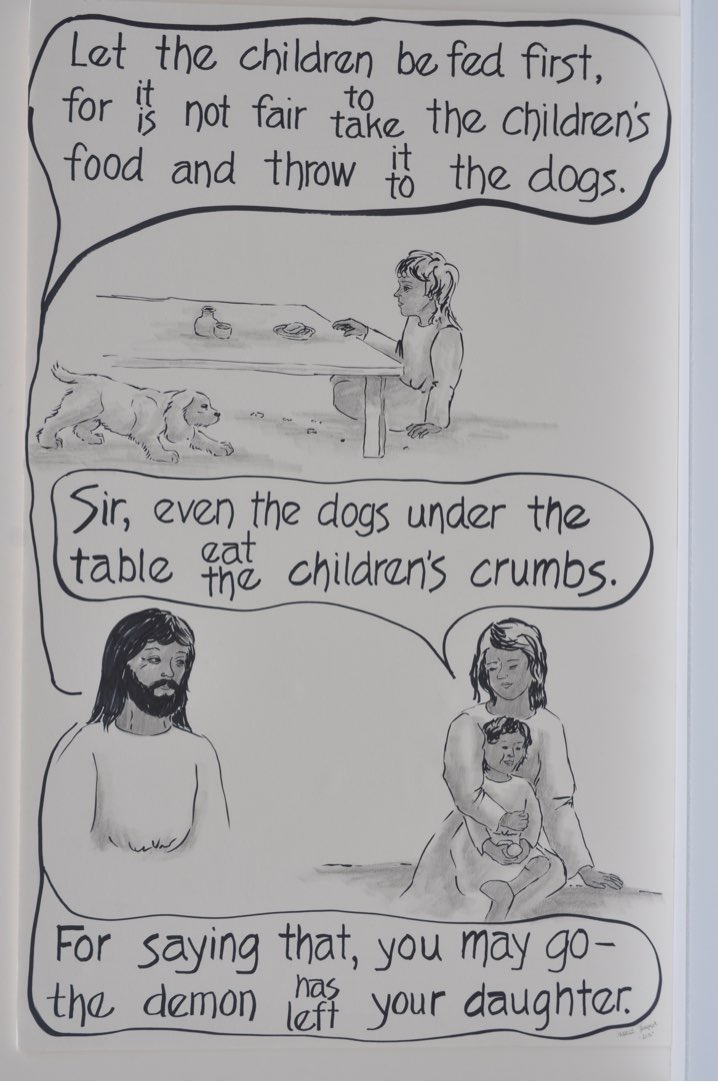 Let the children be fed first,
for it is not fair to take the children's
food and throw it to the dogs.
Sir, even the dogs under the
table eat the children's crumbs.
For saying that, you may go–
the demon has left your daughter.